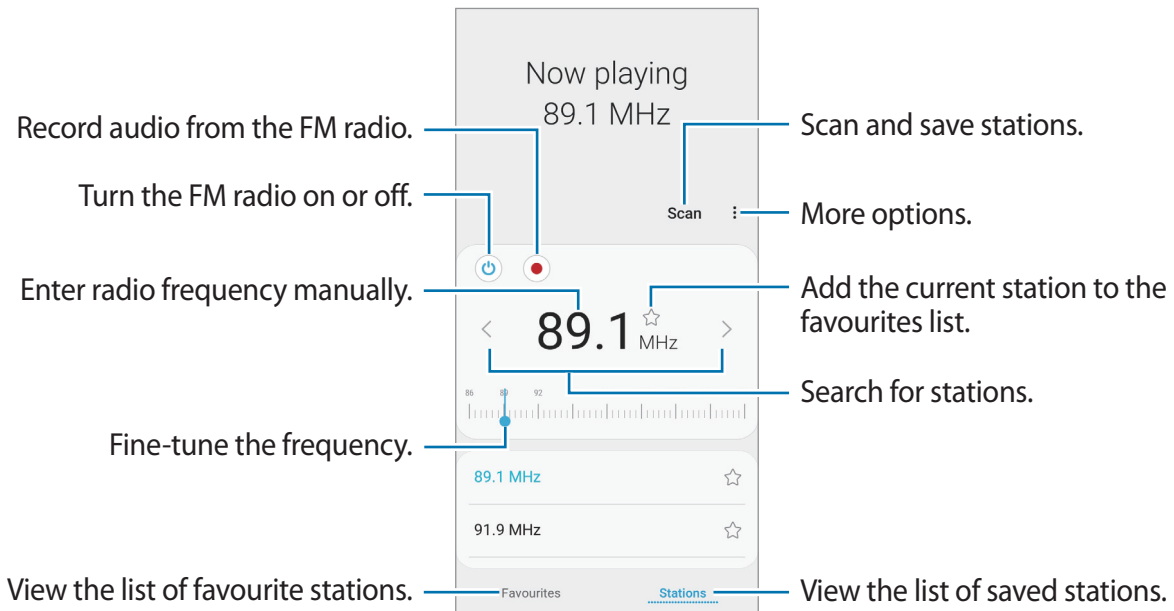 Now playing
89.1 MHz
Record audio from the FM radio.
Scan and save stations.
Turn the FM radio on or off.
Scan
More options.
Enter radio frequency manually.
89.1 MHz
Add the current station to the
favourites list.
Search for stations.
86 89 92
Fine-tune the frequency.
89.1 MHz
91.9 MHz
View the list of favourite stations.
Favourites
Stations
View the list of saved stations.